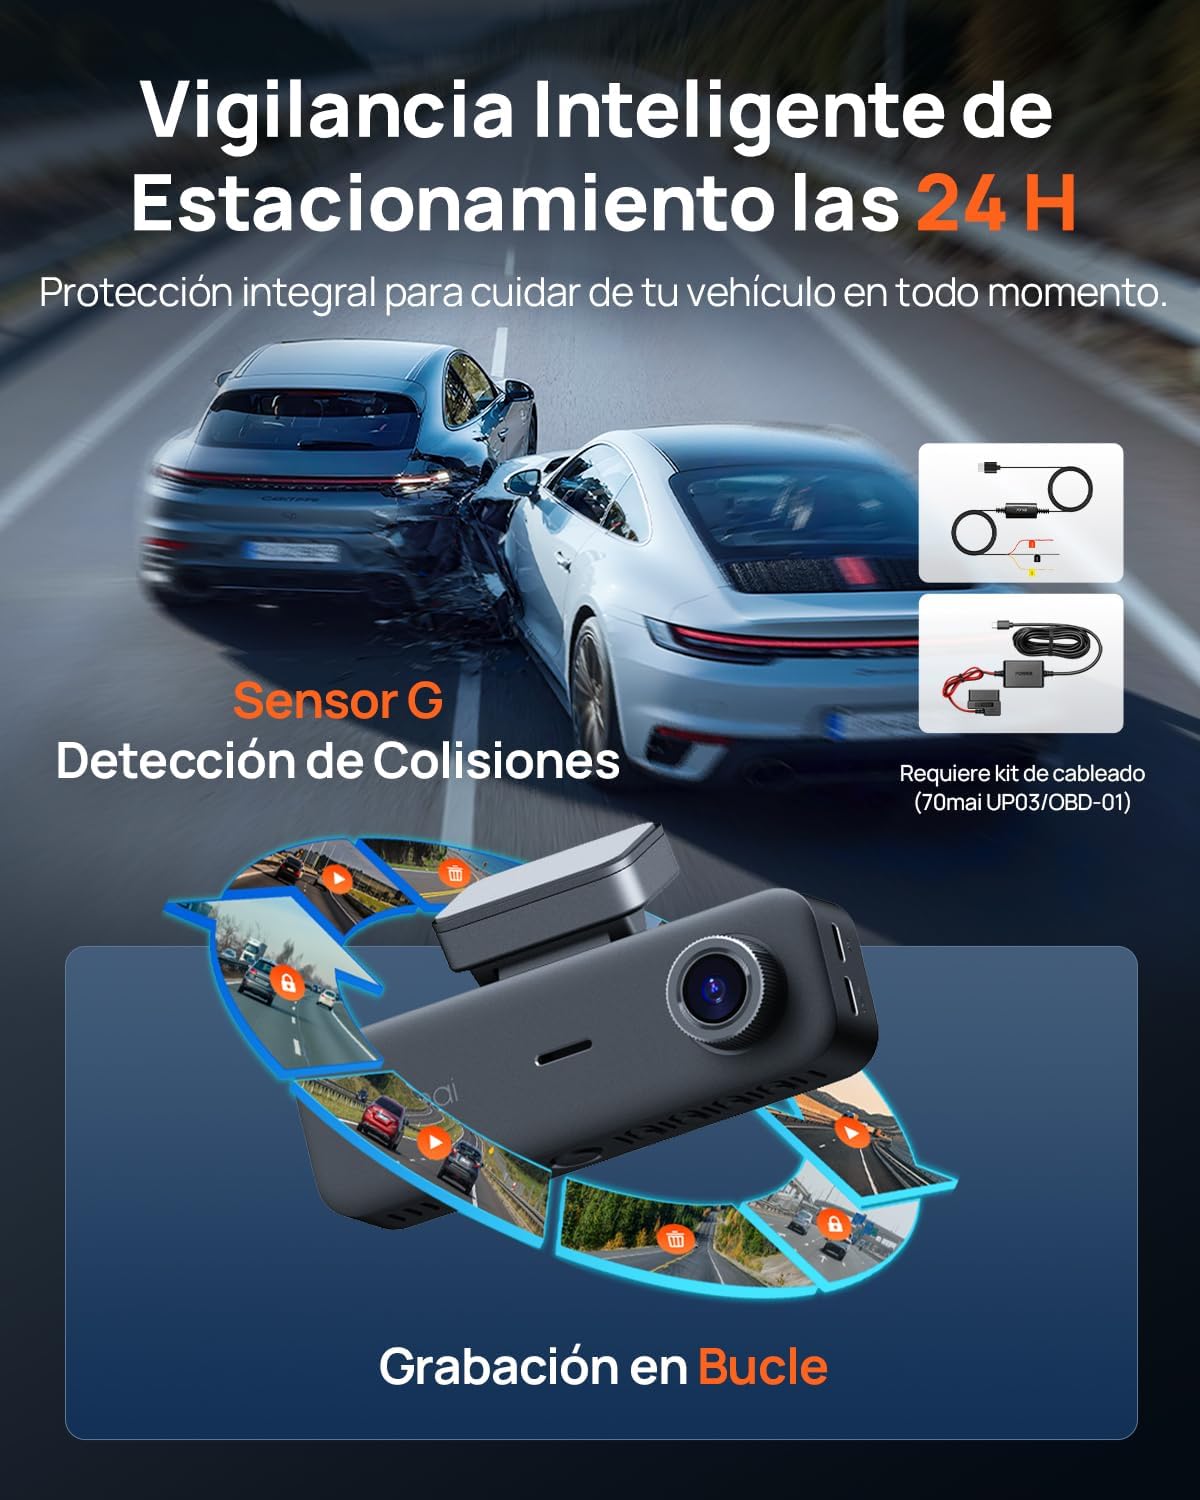 Vigilancia Inteligente de
Estacionamiento las 24 H
Protección integral para cuidar de tu vehículo en todo momento.
Sensor G
Detección de Colisiones
POWER
Requiere kit de cableado
(70mai UP03/OBD-01)
Grabación en Bucle